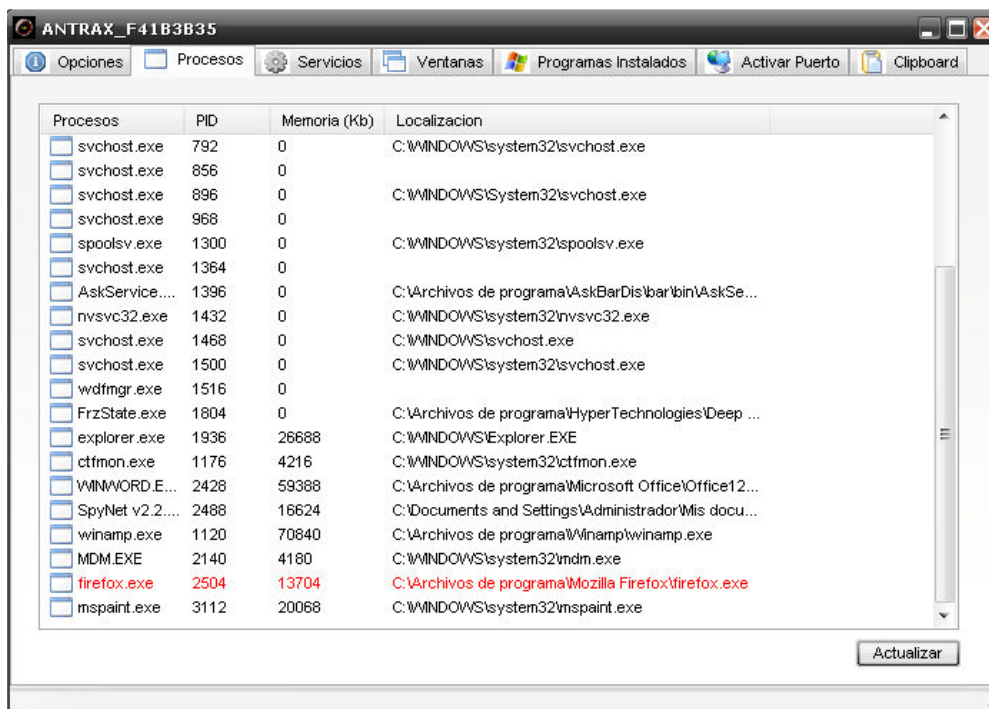 ANTRAX_F41B3B35
Opciones Procesos Servicios Ventanas Programas Instalados Activar Puerto Clipboard
Procesos PID Memoria (Kb) Localizacion
svchost.exe 792 0 C:\WINDOWS\system32\svchost.exe
svchost.exe 856 0
svchost.exe 896 0 C:\WINDOWS\System32\svchost.exe
svchost.exe 968 0
spoolsv.exe 1300 0 C:\WINDOWS\system32\spoolsv.exe
svchost.exe 1364 0
AskService.... 1396 0 C:\Archivos de programa\AskBarDis\bar\bin\AskSe...
nvsvc32.exe 1432 0 C:\WINDOWS\system32\nvsvc32.exe
svchost.exe 1468 0 C:\WINDOWS\svchost.exe
svchost.exe 1500 0 C:\WINDOWS\system32\svchost.exe
wdfmgr.exe 1516 0
FrzState.exe 1804 0 C:\Archivos de programa\HyperTechnologies\Deep ...
explorer.exe 1936 26688 C:\WINDOWS\Explorer.EXE
ctfmon.exe 1176 4216 C:\WINDOWS\system32\ctfmon.exe
WINWORD.E... 2428 59388 C:\Archivos de programa\Microsoft Office\Office12...
SpyNet v2.2.... 2488 16624 C:\Documents and Settings\Administrador\Mis docu...
winamp.exe 1120 70840 C:\Archivos de programa\Winamp\winamp.exe
MDM.EXE 2140 4180 C:\WINDOWS\system32\mdm.exe
firefox.exe 2504 13704 C:\Archivos de programa\Mozilla Firefox\firefox.exe
mspaint.exe 3112 20068 C:\WINDOWS\system32\mspaint.exe
Actualizar